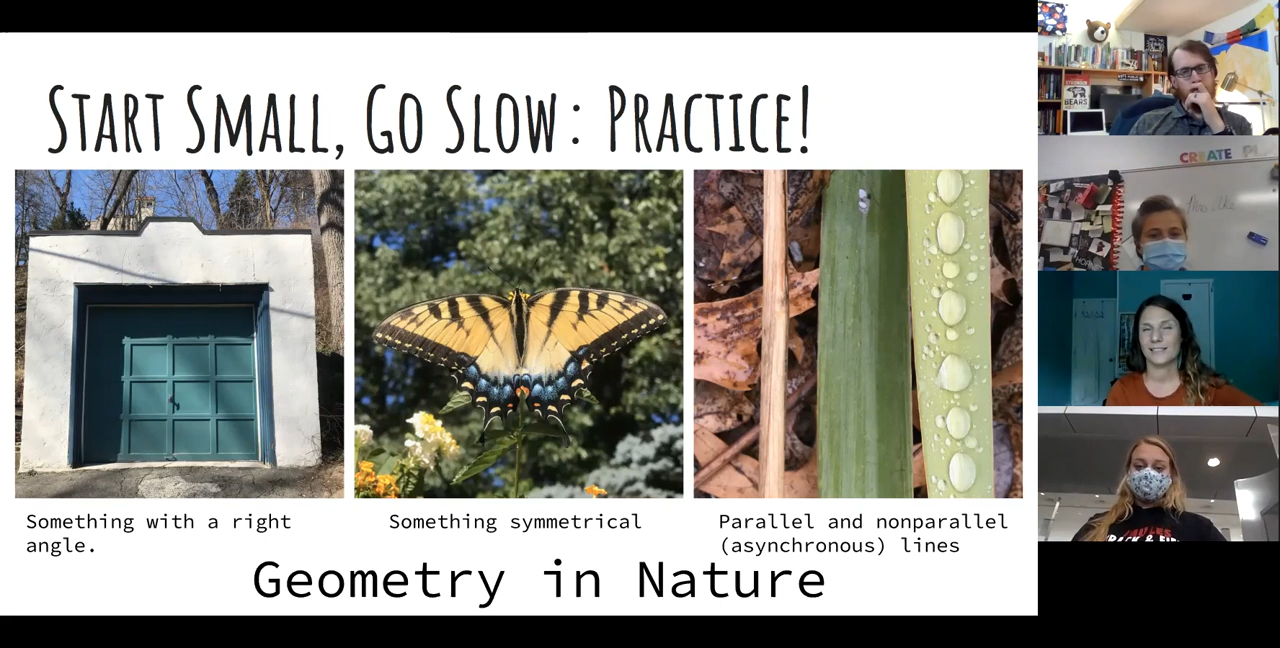 START SMALL, GO SLOW: PRACTICE!
Something with a right
angle.
Something symmetrical
Parallel and nonparallel
(asynchronous) lines
Geometry in Nature
BEARS
CREATE